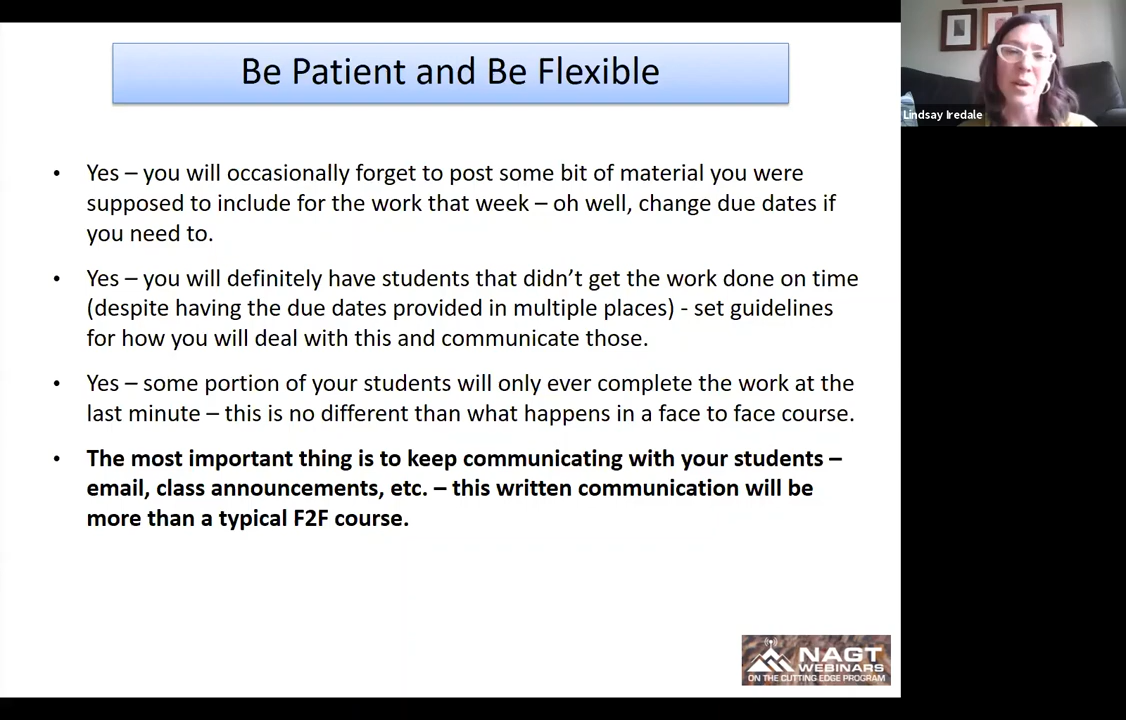 Be Patient and Be Flexible
Lindsay Iredale
• Yes – you will occasionally forget to post some bit of material you were
supposed to include for the work that week – oh well, change due dates if
you need to.
• Yes – you will definitely have students that didn’t get the work done on time
(despite having the due dates provided in multiple places) - set guidelines
for how you will deal with this and communicate those.
• Yes – some portion of your students will only ever complete the work at the
last minute – this is no different than what happens in a face to face course.
• The most important thing is to keep communicating with your students –
email, class announcements, etc. – this written communication will be
more than a typical F2F course.
NAGT
WEBINARS
ON THE CUTTING EDGE PROGRAM